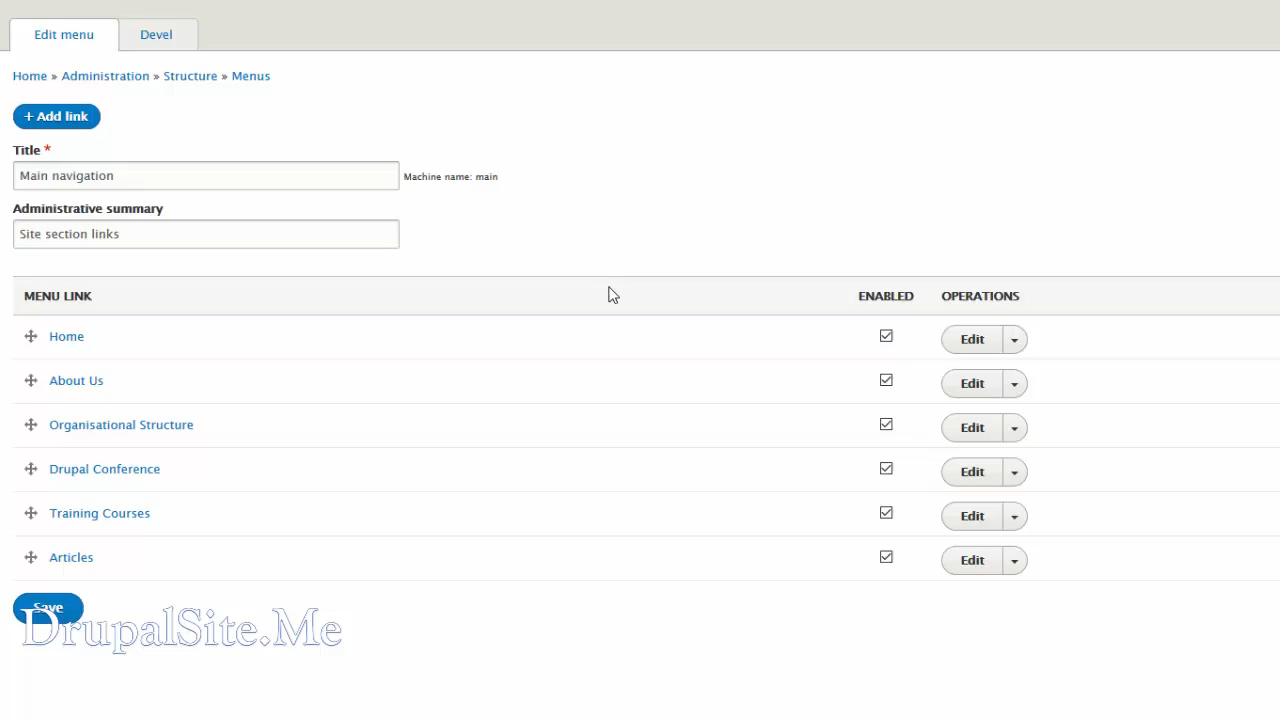 Edit menu Devel
Home » Administration » Structure » Menus
+ Add link
Title *
Main navigation Machine name: main
Administrative summary
Site section links
MENU LINK ENABLED OPERATIONS
Home Edit
About Us Edit
Organisational Structure Edit
Drupal Conference Edit
Training Courses Edit
Articles Edit
Save
DrupalSite.Me